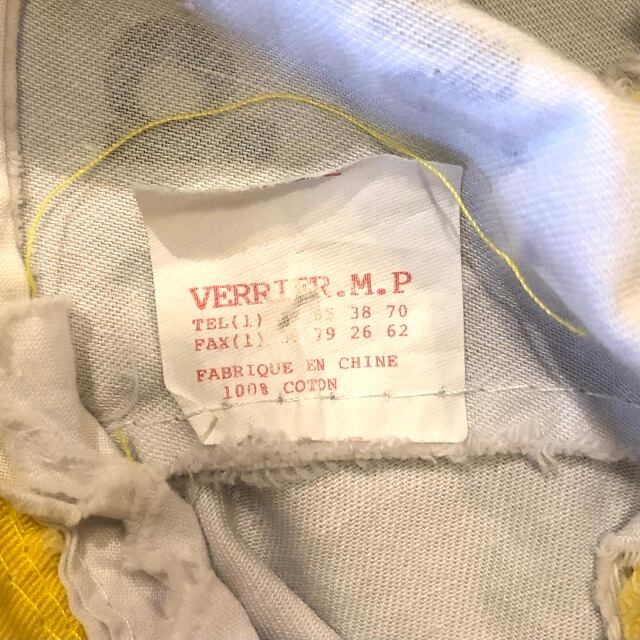 VERRIER.M.P
TEL(1) 38 70
FAX(1) 79 26 62
FABRIQUE EN CHINE
100% COTON